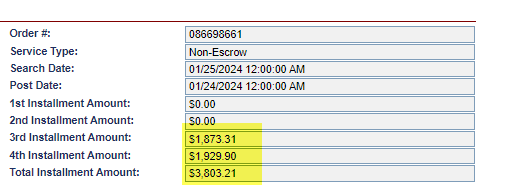 Order #: 086698661
Service Type: Non-Escrow
Search Date: 01/25/2024 12:00:00 AM
Post Date: 01/24/2024 12:00:00 AM
1st Installment Amount: $0.00
2nd Installment Amount: $0.00
3rd Installment Amount: $1,873.31
4th Installment Amount: $1,929.90
Total Installment Amount: $3,803.21